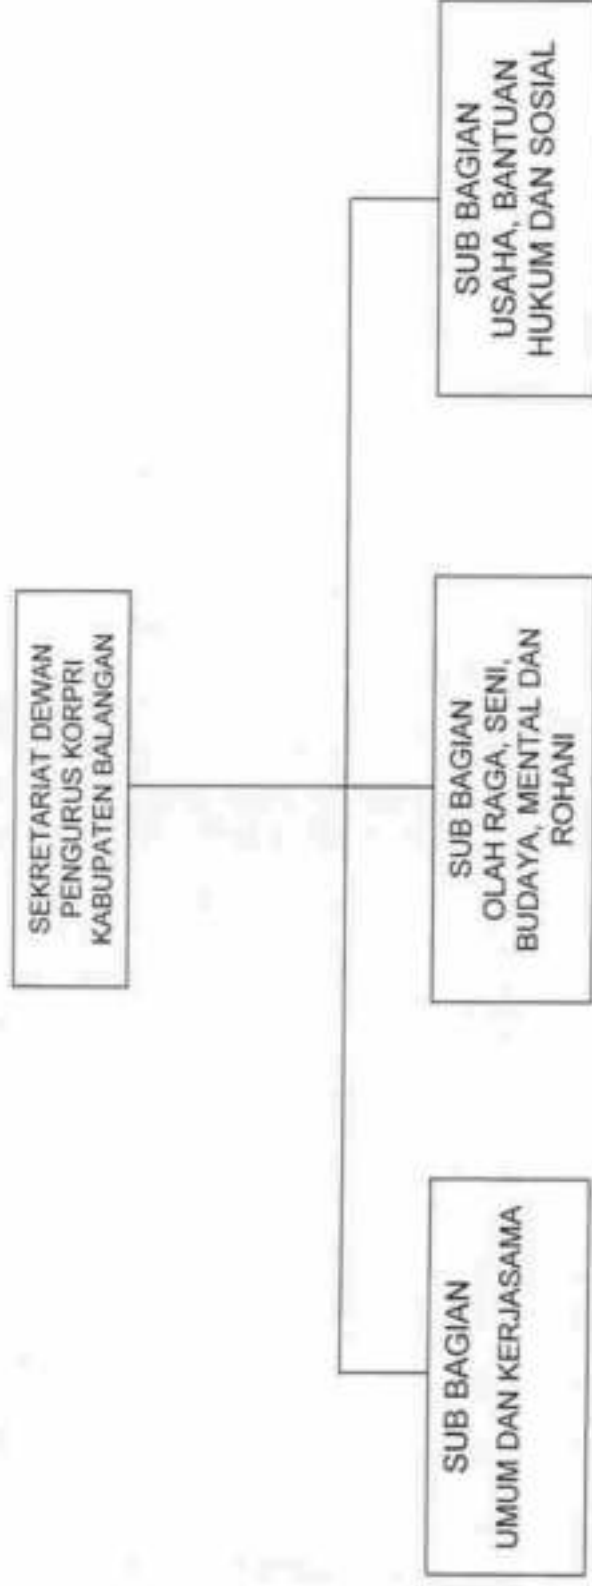 SEKRETARIAT DEWAN
PENGURUS KORPRI
KABUPATEN BALANGAN
SUB BAGIAN
UMUM DAN KERJASAMA
SUB BAGIAN
OLAH RAGA, SENI,
BUDAYA, MENTAL DAN
ROHANI
SUB BAGIAN
USAHA, BANTUAN
HUKUM DAN SOSIAL